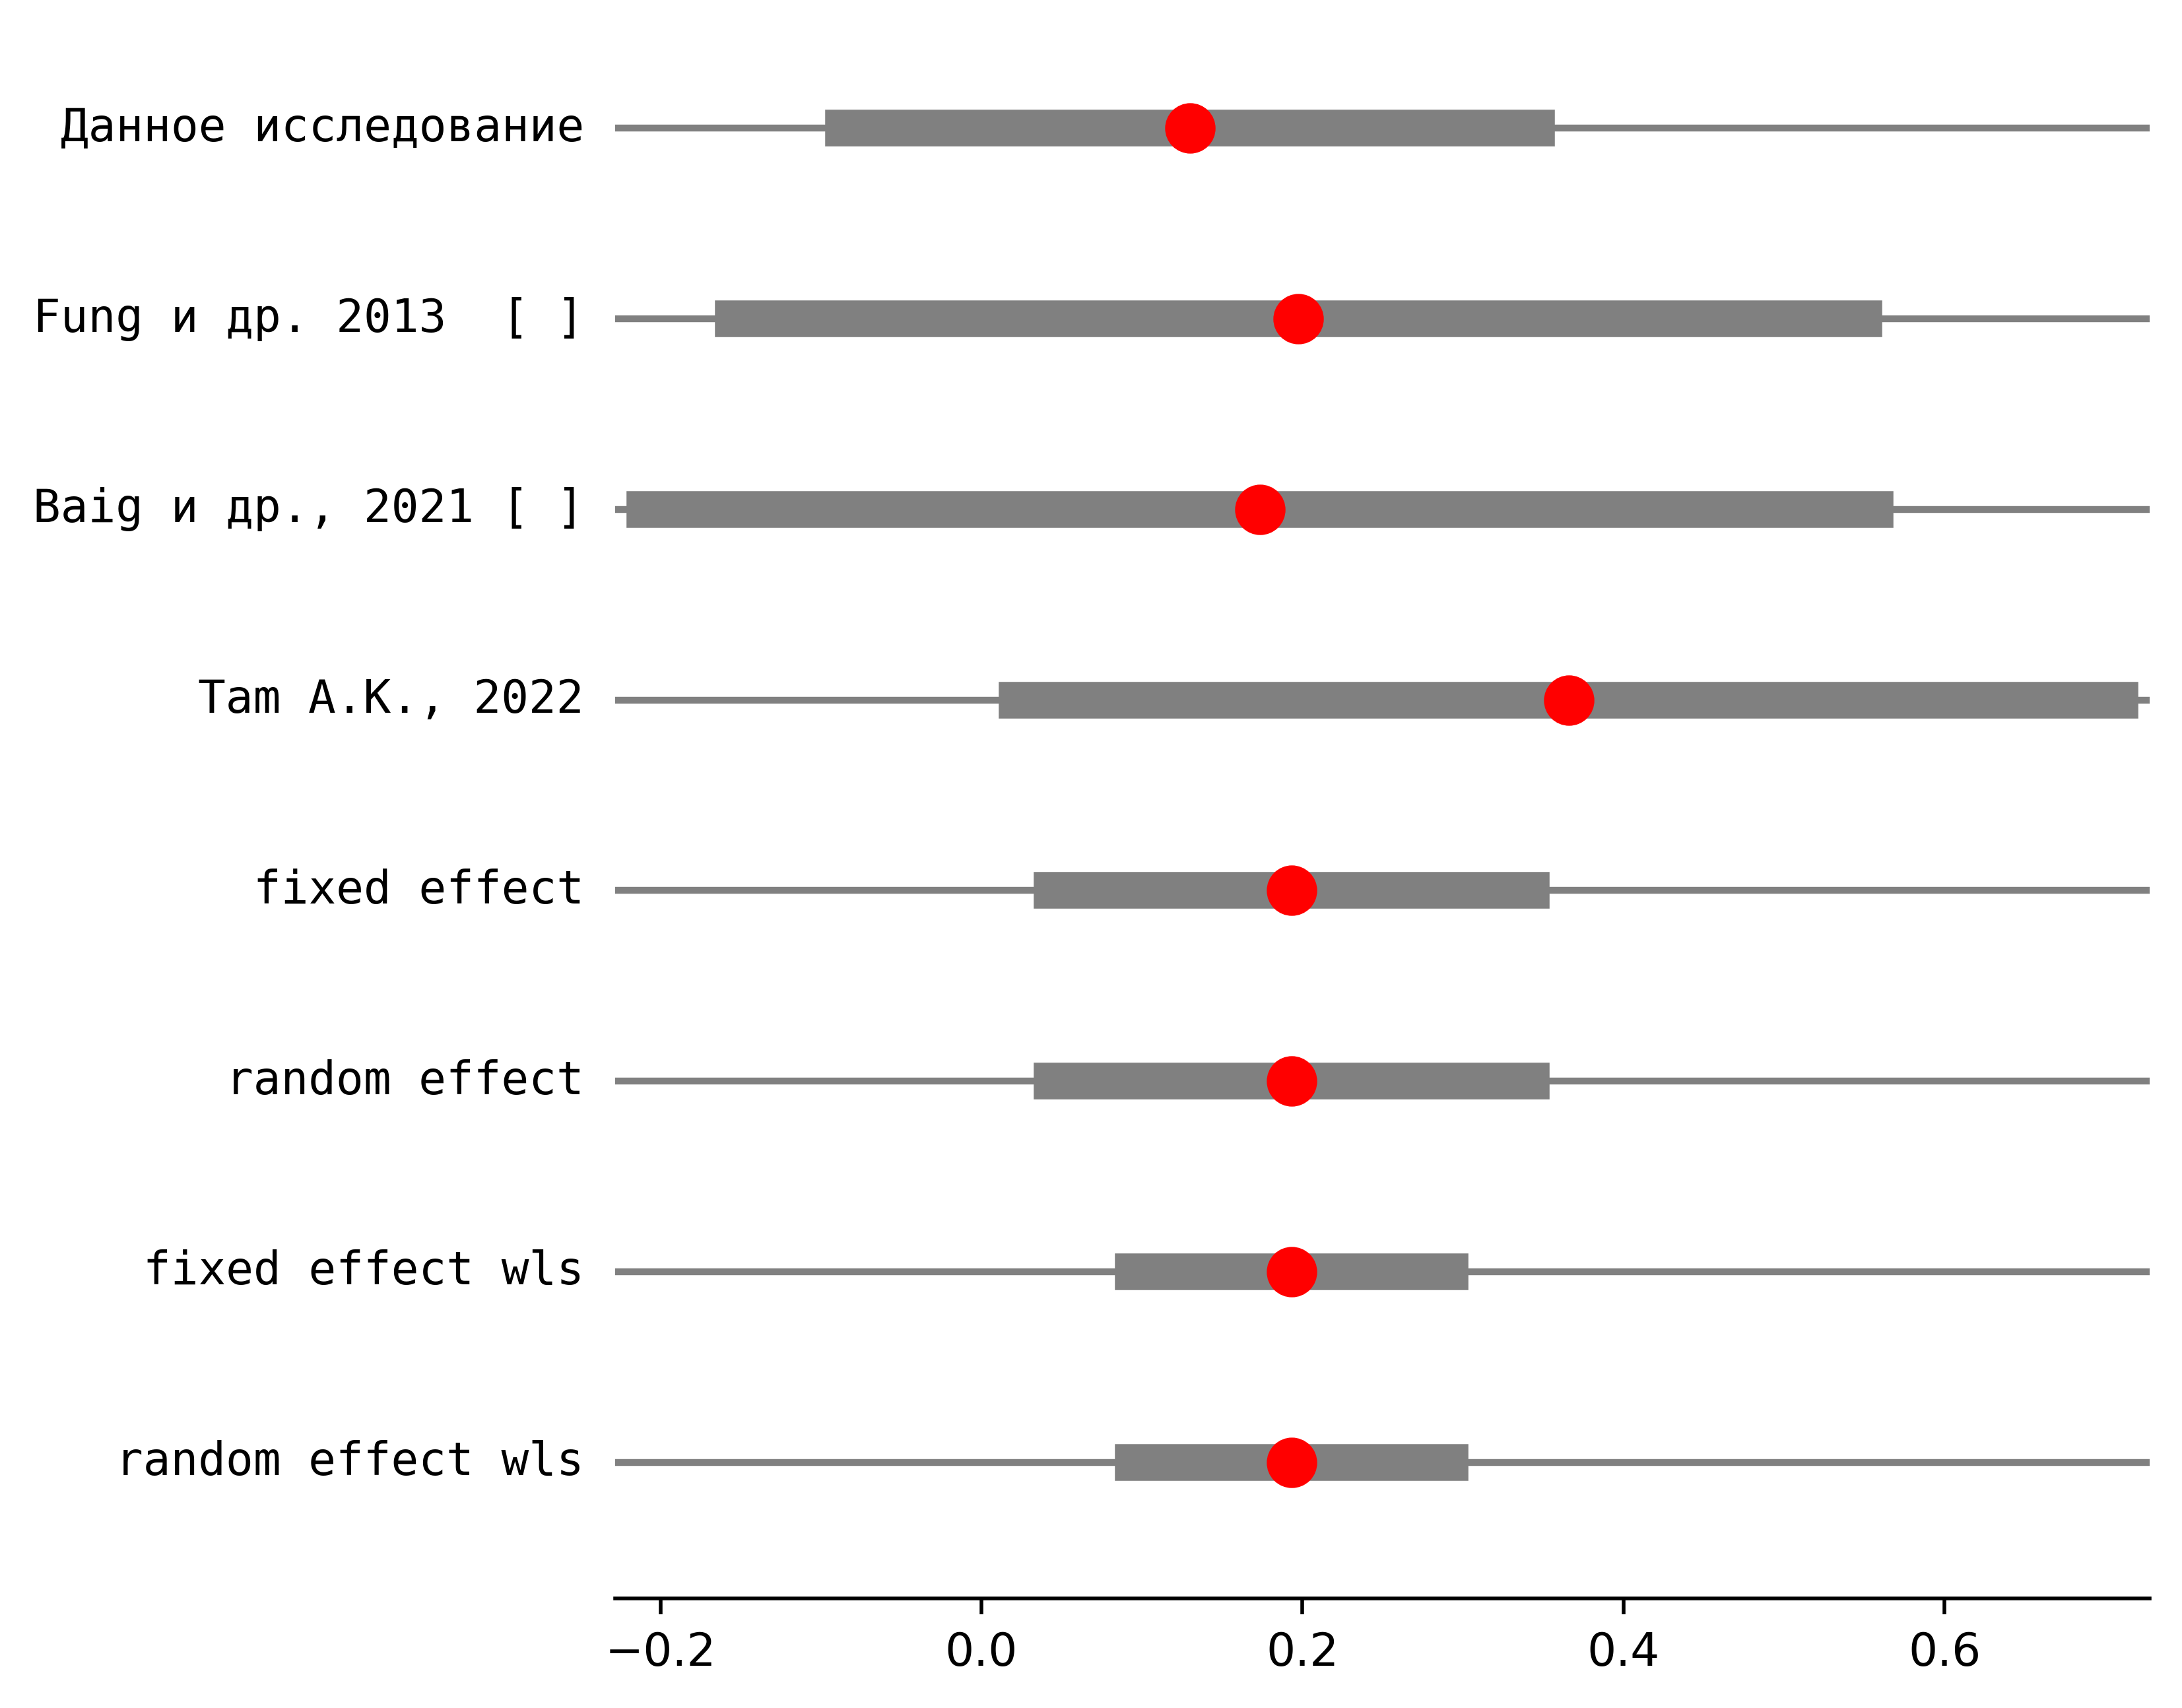 Данное исследование
Fung и др. 2013  [ ]
Baig и др., 2021 [ ]
Tam A.K., 2022
fixed effect
random effect
fixed effect wls
random effect wls
−0.2 0.0 0.2 0.4 0.6